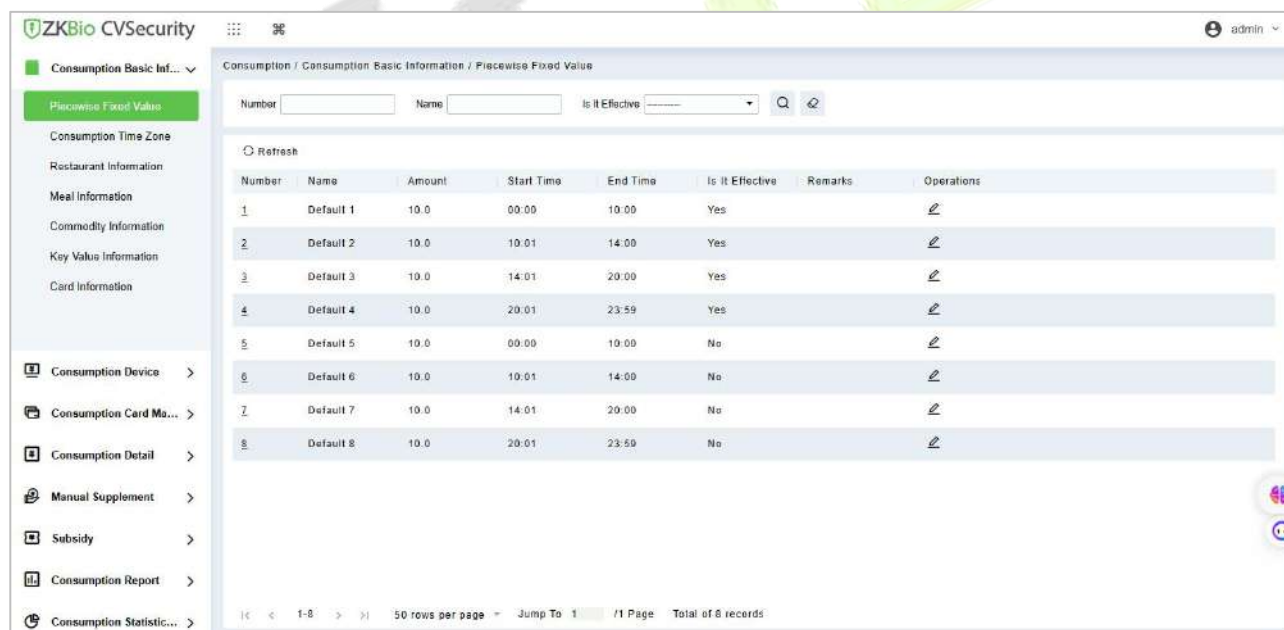 ZKBio CVSecurity
admin
Consumption Basic Inf...
Consumption / Consumption Basic Information / Piecewise Fixed Value
Piecewise Fixed Value
Number Name Is It Effective ----------
Consumption Time Zone
Restaurant Information
Meal Information
Commodity Information
Key Value Information
Card Information
Refresh
Number Name Amount Start Time End Time Is It Effective Remarks Operations
1 Default 1 10.0 00:00 10:00 Yes
2 Default 2 10.0 10:01 14:00 Yes
3 Default 3 10.0 14:01 20:00 Yes
4 Default 4 10.0 20:01 23:59 Yes
5 Default 5 10.0 00:00 10:00 No
6 Default 6 10.0 10:01 14:00 No
7 Default 7 10.0 14:01 20:00 No
8 Default 8 10.0 20:01 23:59 No
Consumption Device
Consumption Card Ma...
Consumption Detail
Manual Supplement
Subsidy
Consumption Report
Consumption Statistic...
1-8 50 rows per page Jump To 1 /1 Page Total of 8 records